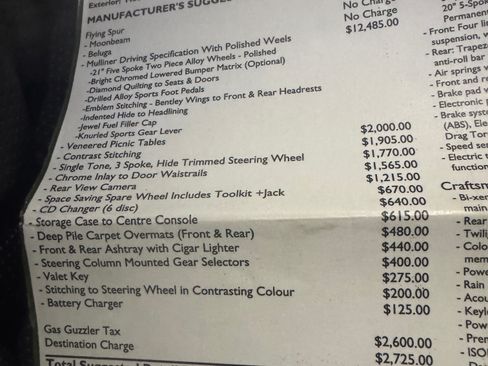 Exterior:
MANUFACTURER'S
Flying Spur
- Moonbeam No Charge
- Beluga No Charge
- Mulliner Driving Specification With Polished Weels $12,485.00
-21" Five Spoke Two Piece Alloy Wheels - Polished
-Bright Chromed Lowered Bumper Matrix (Optional)
-Diamond Quilting to Seats & Doors
-Drilled Alloy Sports Foot Pedals
-Emblem Stitching - Bentley Wings to Front & Rear Headrests
-Indented Hide to Headlining
-Jewel Fuel Filler Cap
-Knurled Sports Gear Lever
- Veneered Picnic Tables $2,000.00
- Contrast Stitching $1,905.00
- Single Tone, 3 Spoke, Hide Trimmed Steering Wheel $1,770.00
- Chrome Inlay to Door Waistrails $1,565.00
- Rear View Camera $1,215.00
- Space Saving Spare Wheel Includes Toolkit +Jack $670.00
- CD Changer (6 disc) $640.00
- Storage Case to Centre Console $615.00
- Deep Pile Carpet Overmats (Front & Rear) $480.00
- Front & Rear Ashtray with Cigar Lighter $440.00
- Steering Column Mounted Gear Selectors $400.00
- Valet Key $275.00
- Stitching to Steering Wheel in Contrasting Colour $200.00
- Battery Charger $125.00
Gas Guzzler Tax $2,600.00
Destination Charge $2,725.00
Total
20" 5-Spo
Permanen
- Front: Four li
suspension, w
- Rear: Trapez
anti-roll bar
- Air springs
- Front and re
- Brake pad
- Electronic
- Brake syst
(ABS), Ele
Drag Tor
- Speed se
- Electric
function
Craftsm
- Bi-xe
main
- Rear
- Twili
- Colo
mem
- Powe
- Rain
- Acou
- Keyl
- Pow
- Prem
- ISO